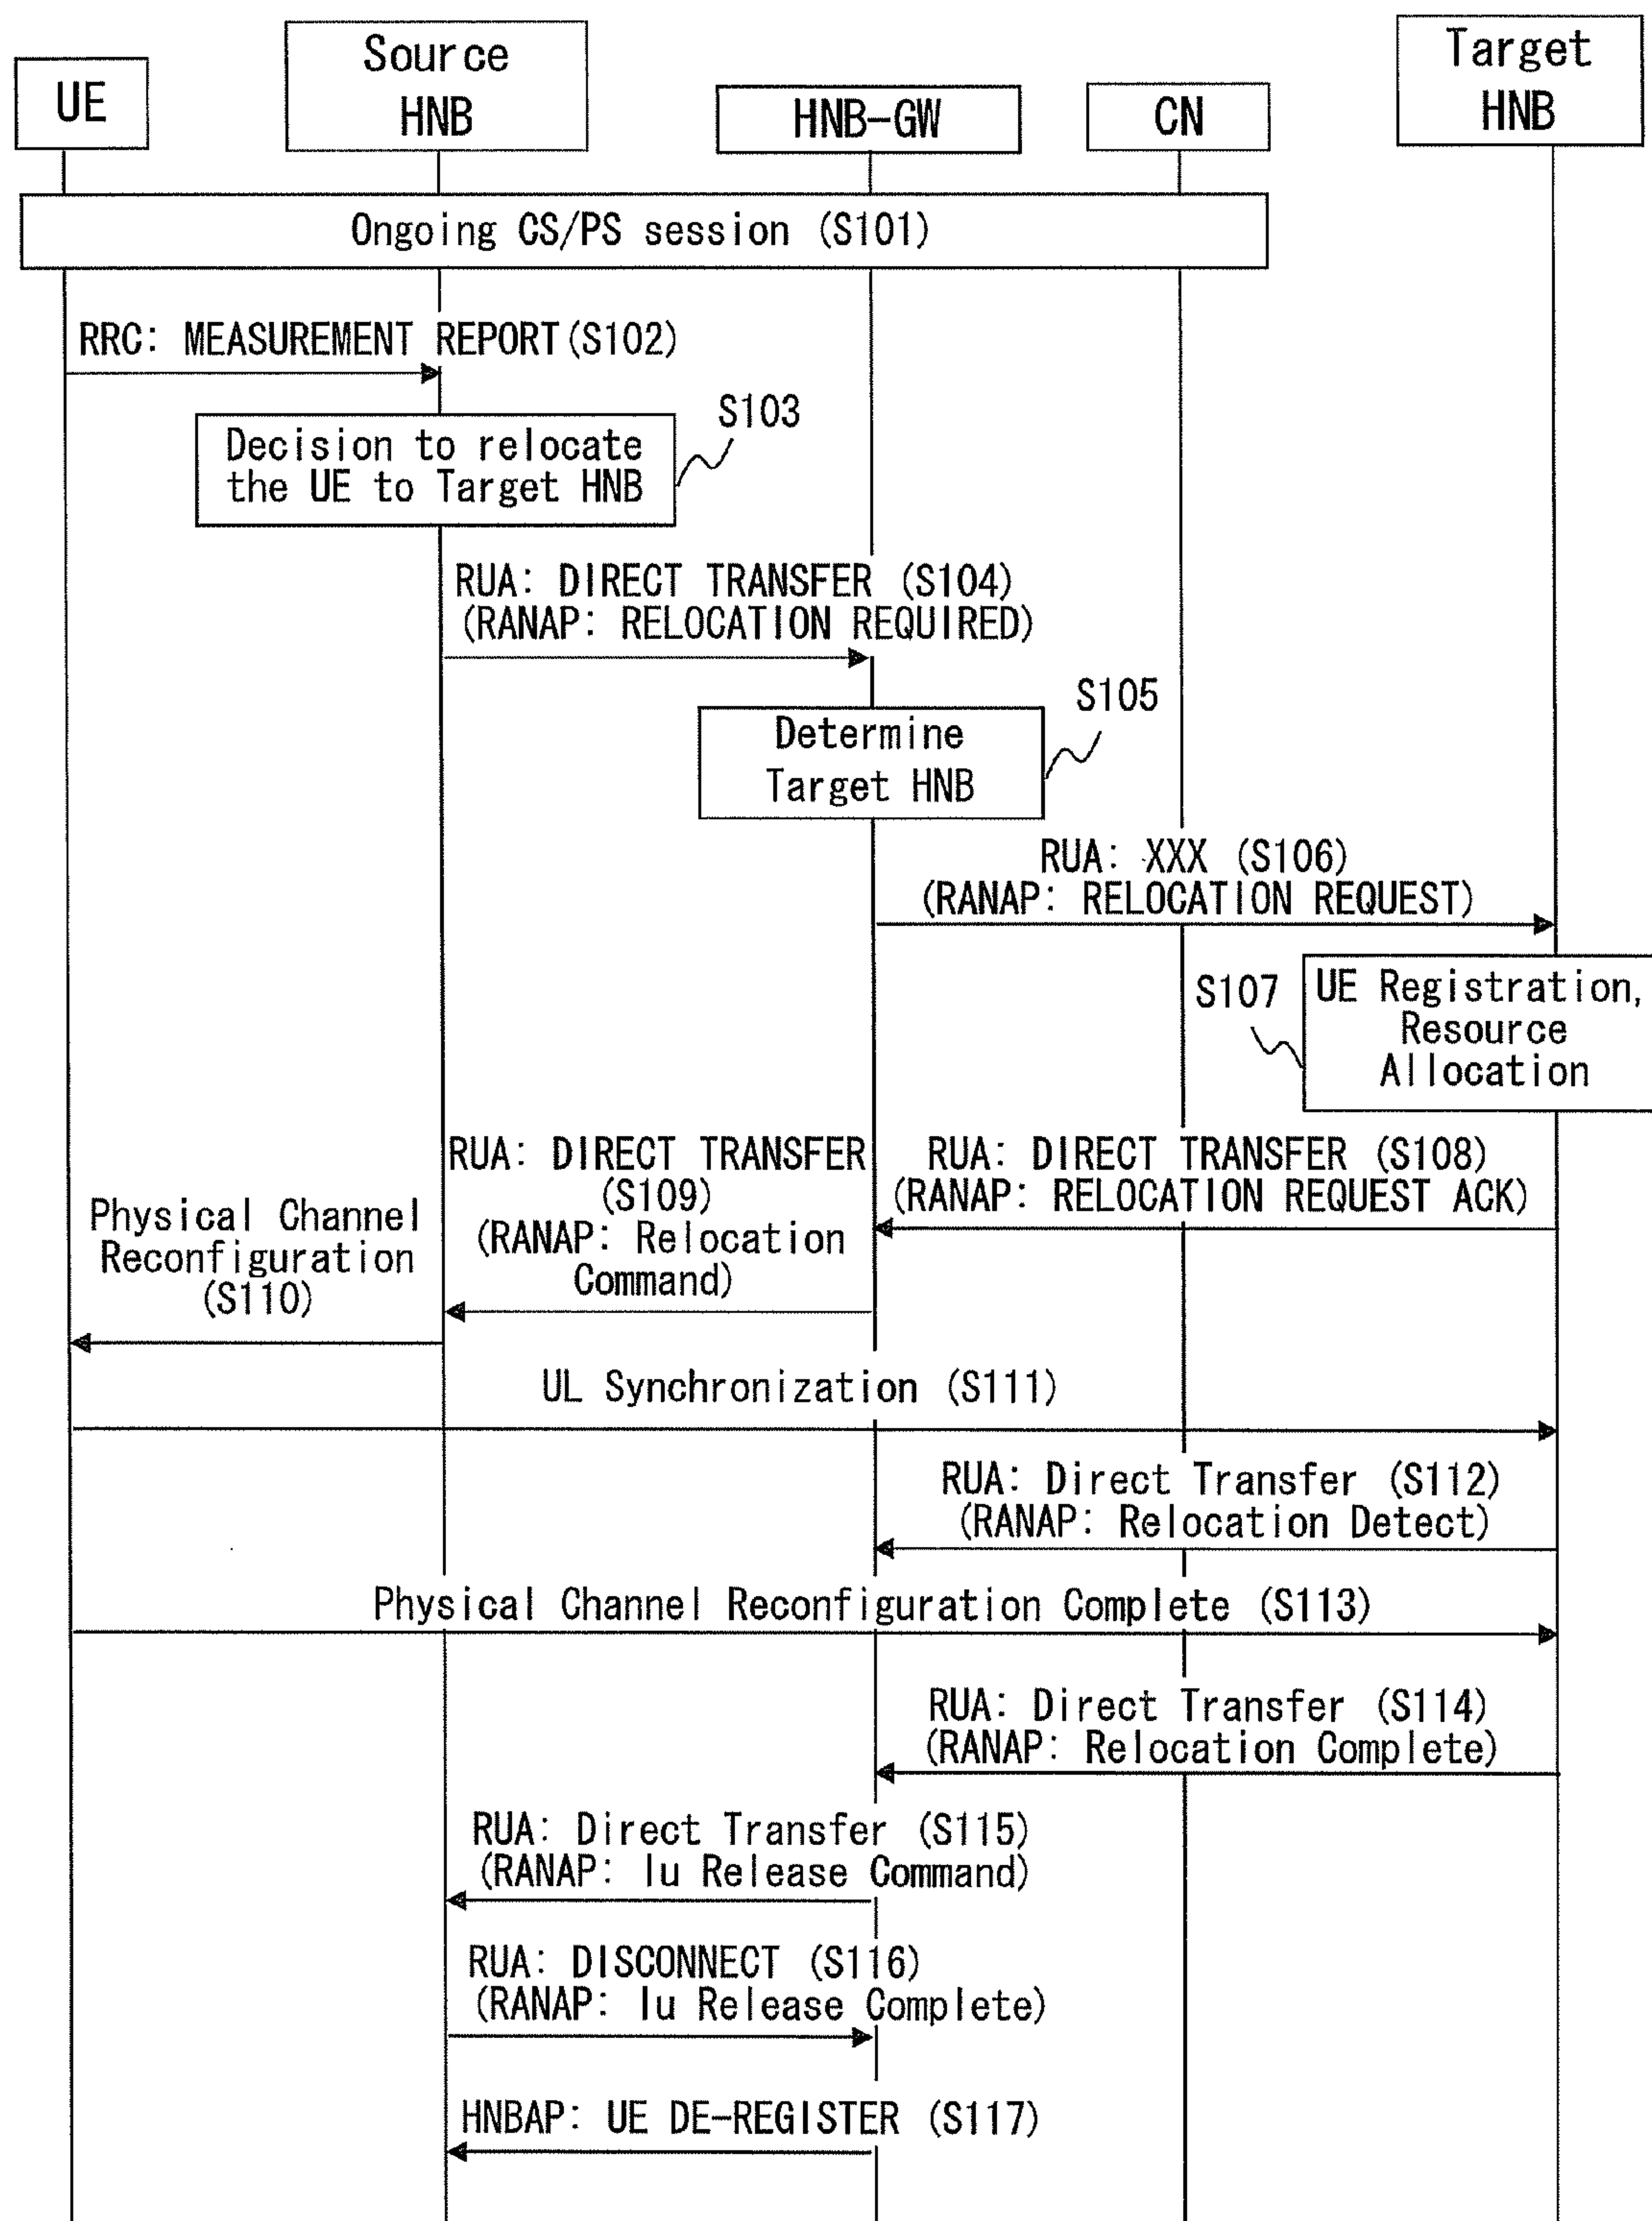 UE
Source
HNB
HNB-GW
CN
Target
HNB
Ongoing CS/PS session (S101)
RRC: MEASUREMENT REPORT(S102)
S103
Decision to relocate
the UE to Target HNB
RUA: DIRECT TRANSFER (S104)
(RANAP: RELOCATION REQUIRED)
S105
Determine
Target HNB
RUA: XXX (S106)
(RANAP: RELOCATION REQUEST)
S107
UE Registration,
Resource
Allocation
RUA: DIRECT TRANSFER
(S109)
(RANAP: Relocation
Command)
RUA: DIRECT TRANSFER (S108)
(RANAP: RELOCATION REQUEST ACK)
Physical Channel
Reconfiguration
(S110)
UL Synchronization (S111)
RUA: Direct Transfer (S112)
(RANAP: Relocation Detect)
Physical Channel Reconfiguration Complete (S113)
RUA: Direct Transfer (S114)
(RANAP: Relocation Complete)
RUA: Direct Transfer (S115)
(RANAP: Iu Release Command)
RUA: DISCONNECT (S116)
(RANAP: Iu Release Complete)
HNBAP: UE DE-REGISTER (S117)